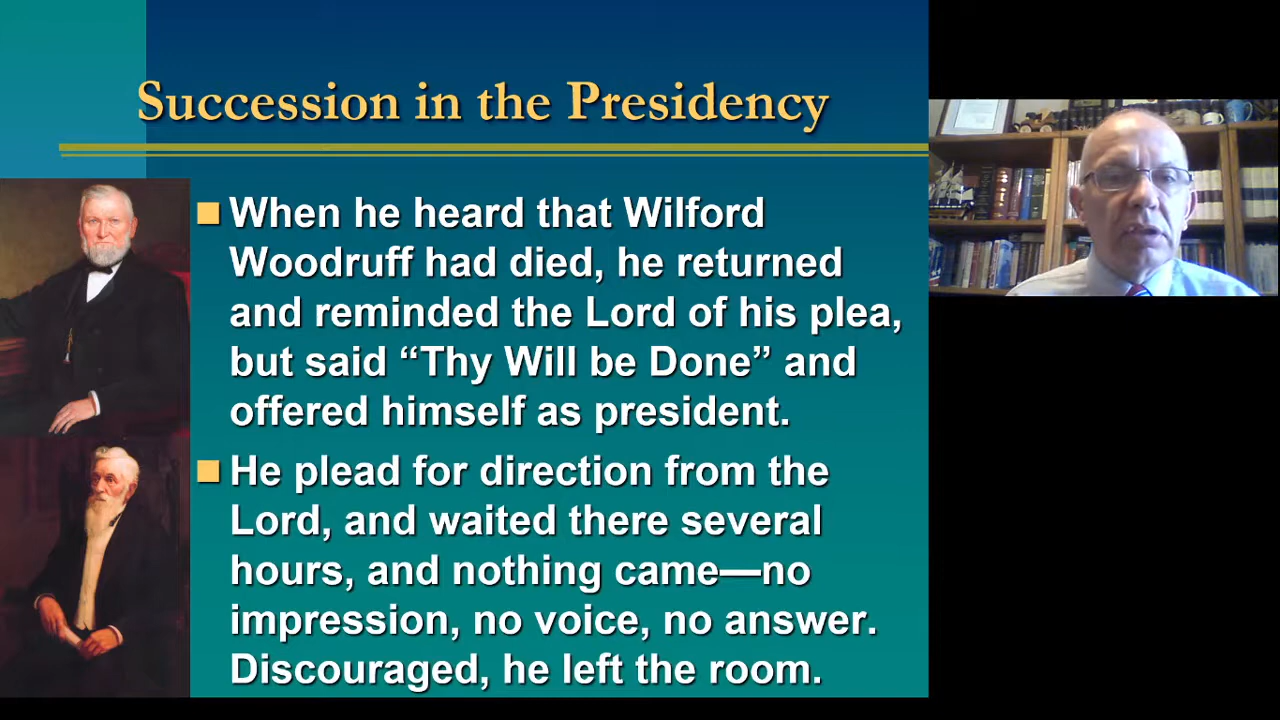 Succession in the Presidency
When he heard that Wilford
Woodruff had died, he returned
and reminded the Lord of his plea,
but said “Thy Will be Done” and
offered himself as president.
He plead for direction from the
Lord, and waited there several
hours, and nothing came—no
impression, no voice, no answer.
Discouraged, he left the room.